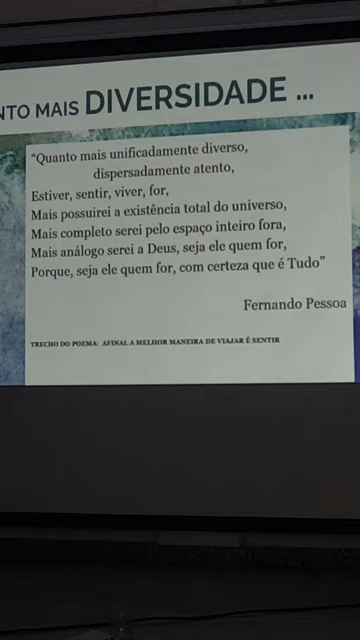 NTO MAIS DIVERSIDADE ...
“Quanto mais unificadamente diverso,
dispersadamente atento,
Estiver, sentir, viver, for,
Mais possuirei a existência total do universo,
Mais completo serei pelo espaço inteiro fora,
Mais análogo serei a Deus, seja ele quem for,
Porque, seja ele quem for, com certeza que é Tudo”
Fernando Pessoa
TRECHO DO POEMA: AFINAL A MELHOR MANEIRA DE VIAJAR É SENTIR